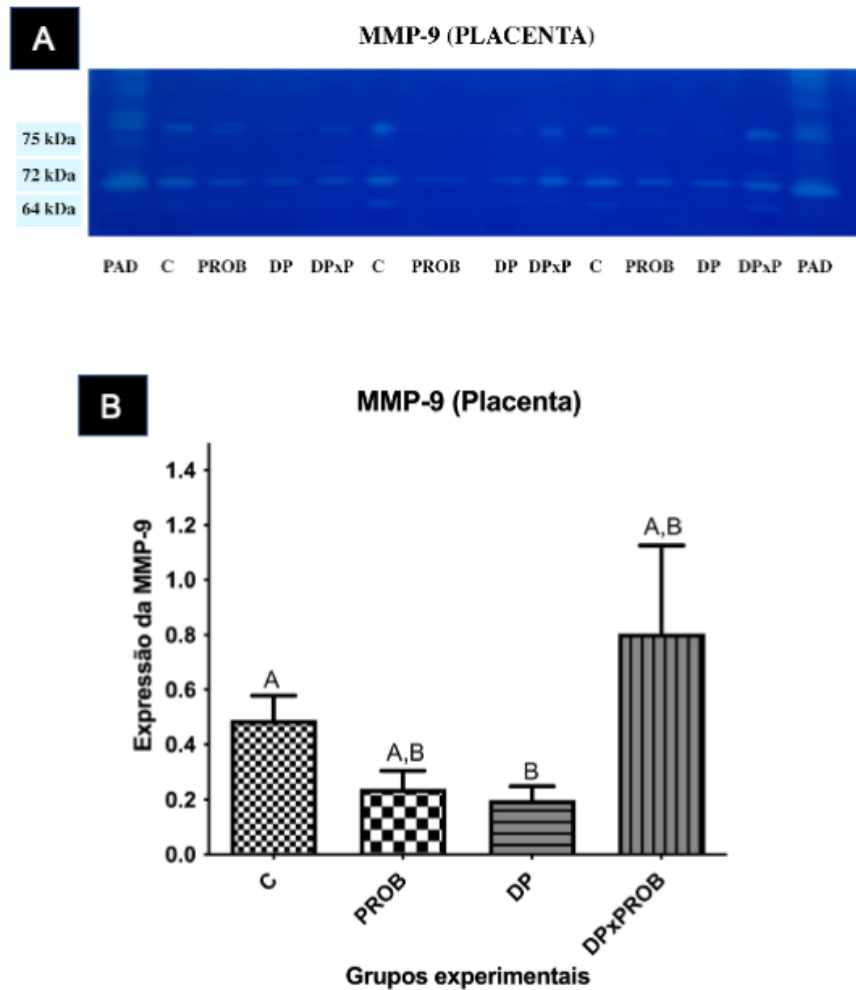 A
MMP-9 (PLACENTA)
75 kDa
72 kDa
64 kDa
PAD C PROB DP DPxP C PROB DP DPxP C PROB DP DPxP PAD
B
MMP-9 (Placenta)
Expressão da MMP-9
1.4
1.2
1.0
0.8
0.6
0.4
0.2
0.0
A
A,B
B
A,B
C
PROB
DP
DPxPROB
Grupos experimentais